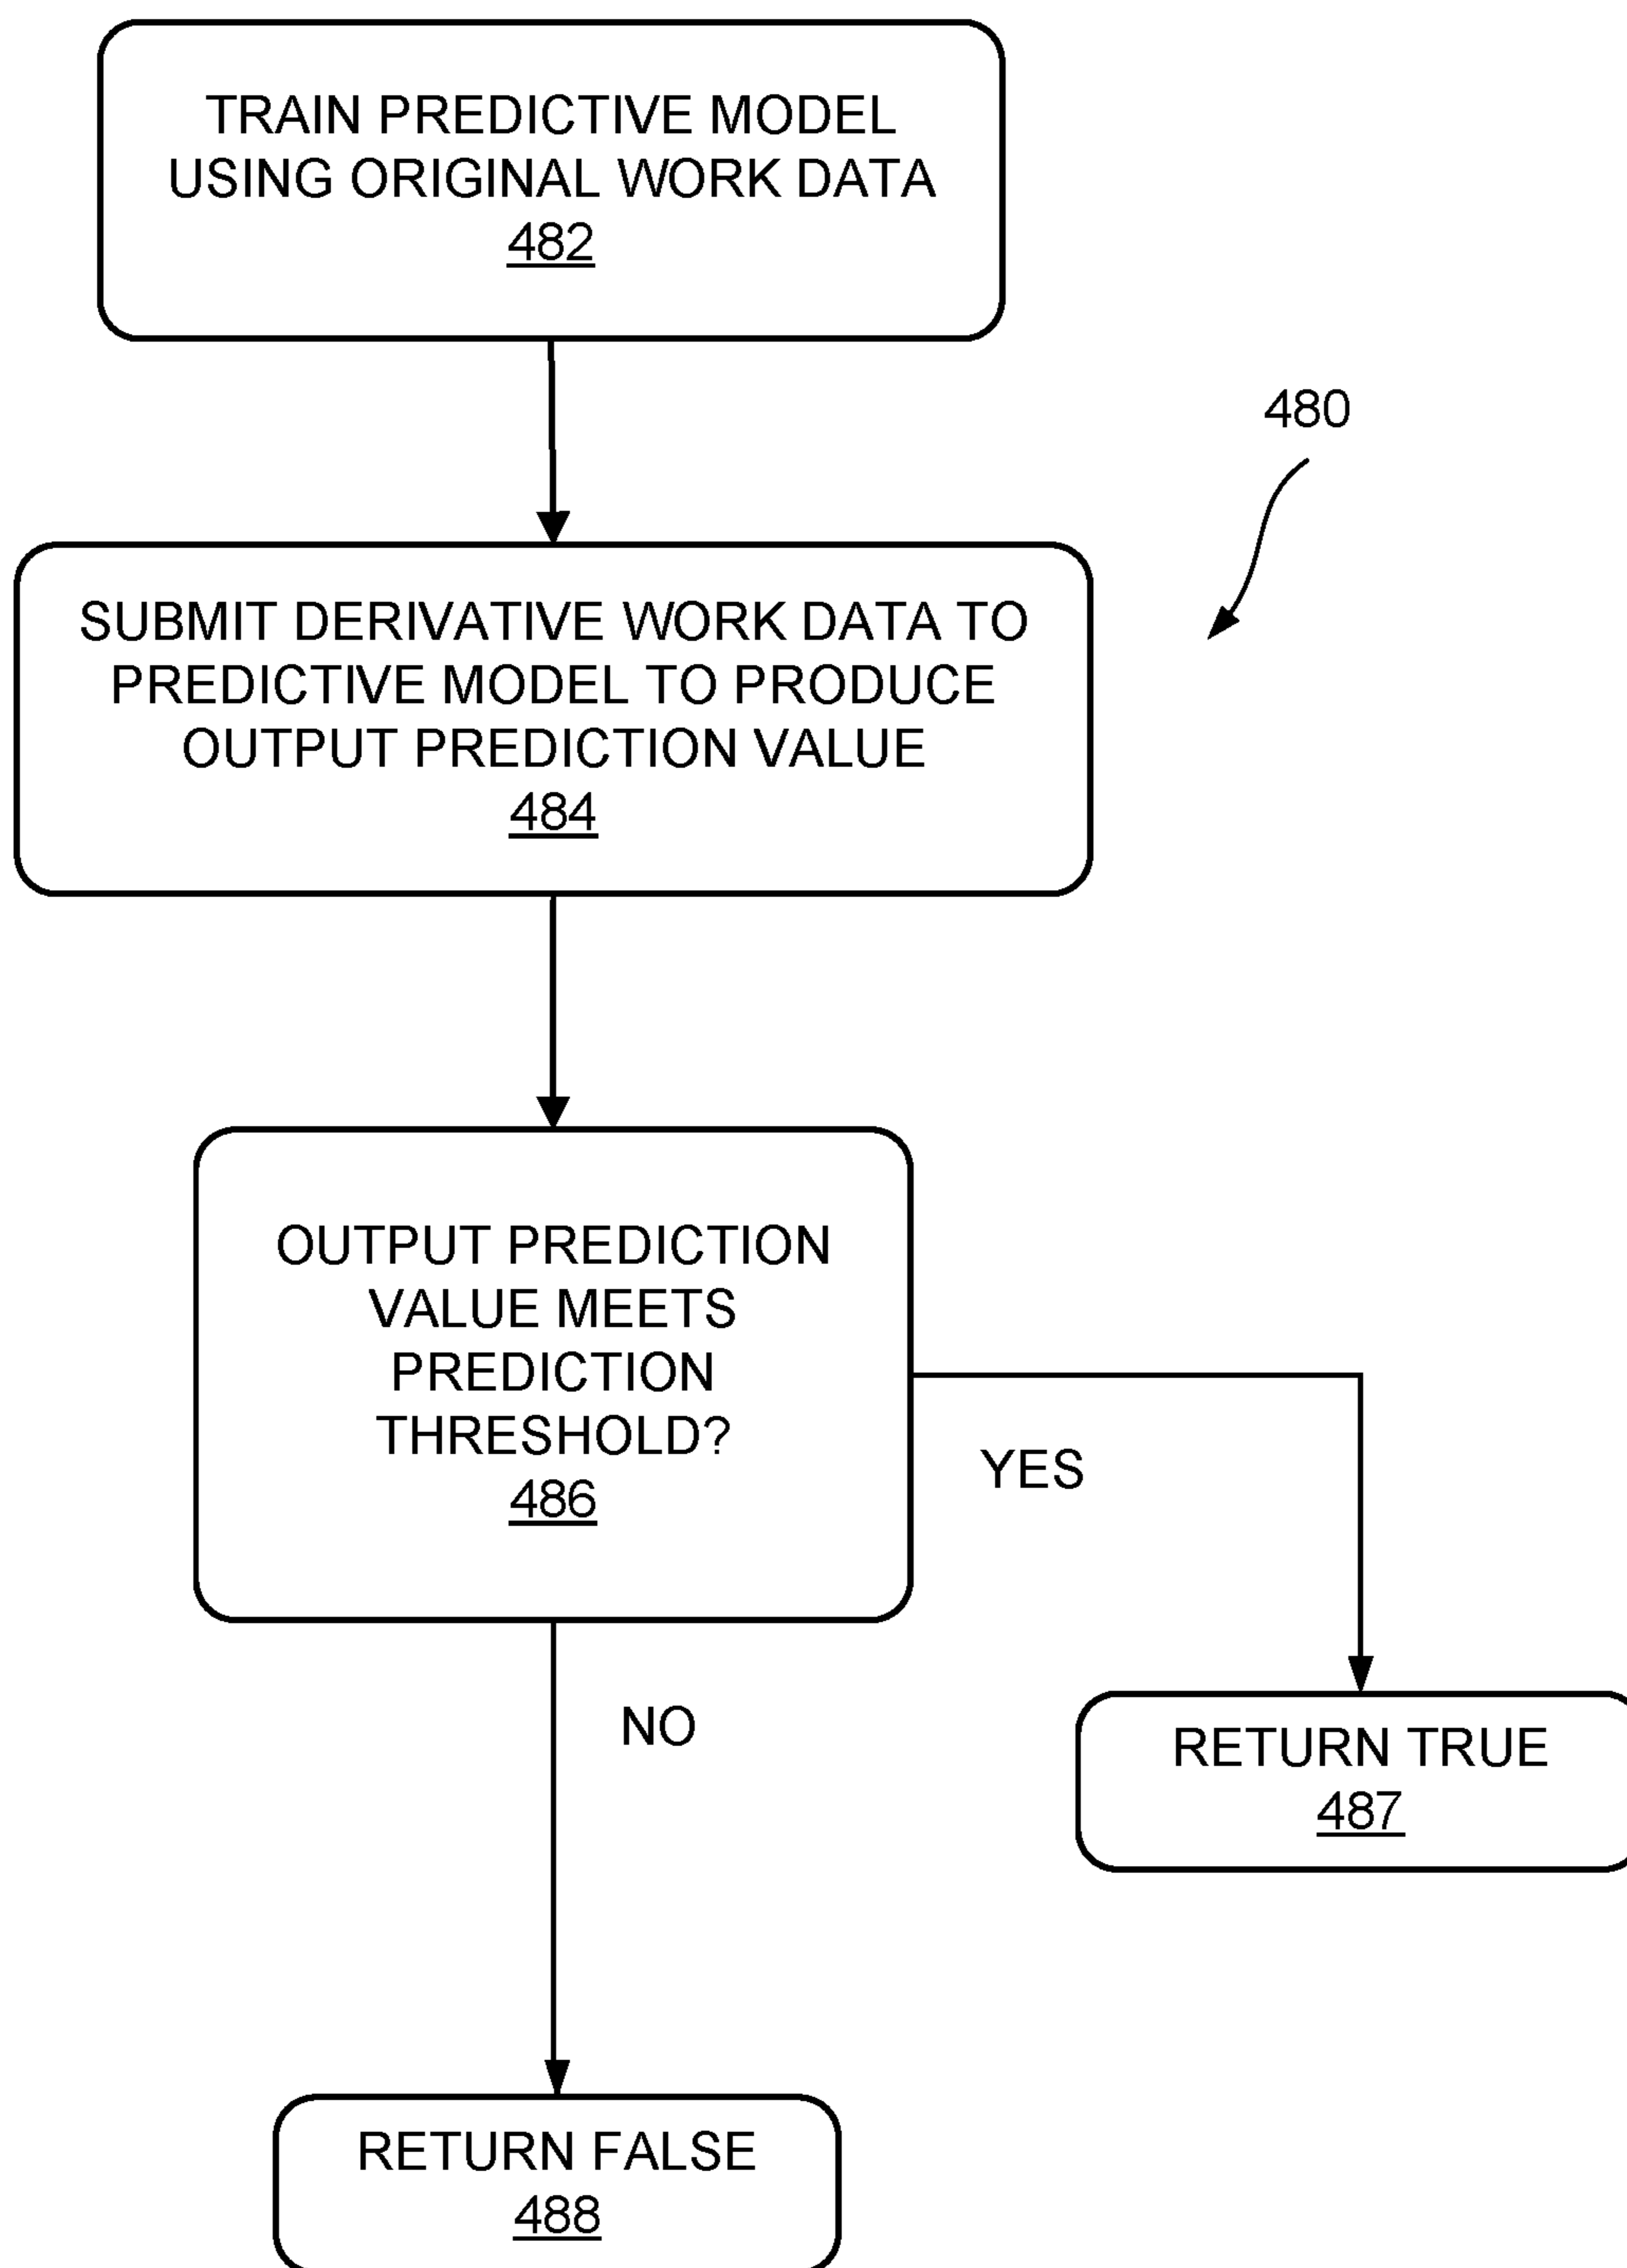 TRAIN PREDICTIVE MODEL
USING ORIGINAL WORK DATA
482
480
SUBMIT DERIVATIVE WORK DATA TO
PREDICTIVE MODEL TO PRODUCE
OUTPUT PREDICTION VALUE
484
OUTPUT PREDICTION
VALUE MEETS
PREDICTION
THRESHOLD?
486
YES
NO
RETURN TRUE
487
RETURN FALSE
488